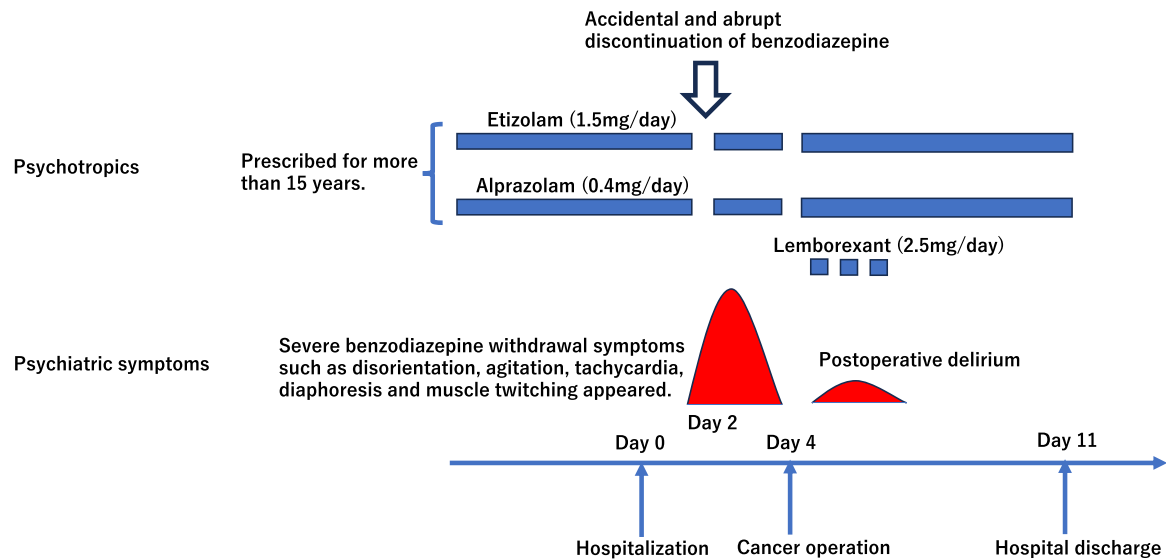 Accidental and abrupt
discontinuation of benzodiazepine
Etizolam (1.5mg/day)
Psychotropics
Prescribed for more
than 15 years.
Alprazolam (0.4mg/day)
Lemborexant (2.5mg/day)
Psychiatric symptoms
Severe benzodiazepine withdrawal symptoms
such as disorientation, agitation, tachycardia,
diaphoresis and muscle twitching appeared.
Postoperative delirium
Day 2
Day 0
Day 4
Day 11
Hospitalization
Cancer operation
Hospital discharge